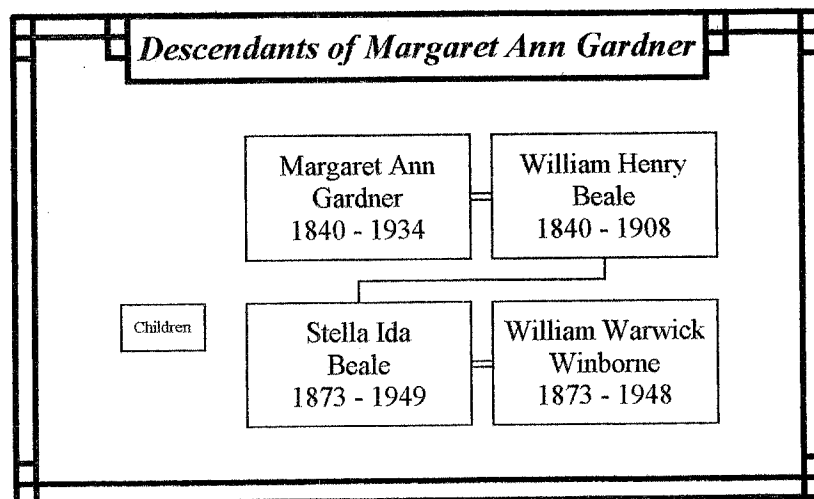 Descendants of Margaret Ann Gardner
Margaret Ann
Gardner
1840 - 1934
William Henry
Beale
1840 - 1908
Children
Stella Ida
Beale
1873 - 1949
William Warwick
Winborne
1873 - 1948